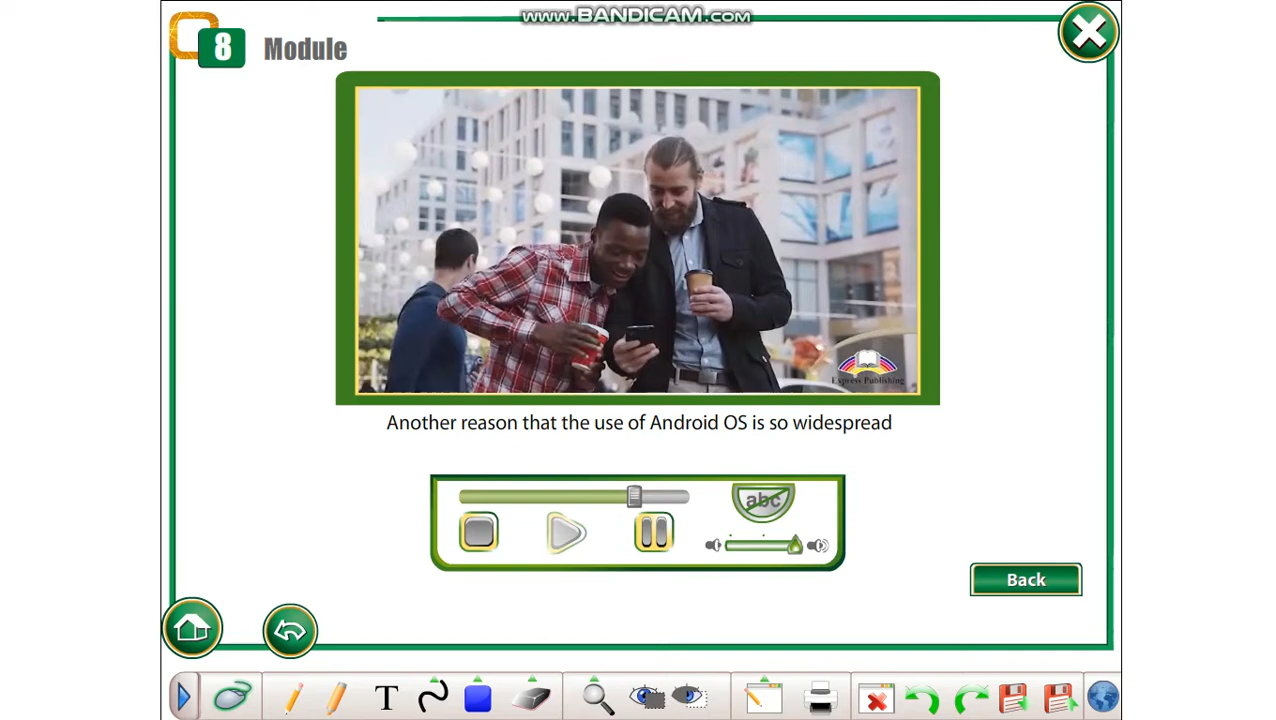 www.BANDICAM.com
8 Module
Express Publishing
Another reason that the use of Android OS is so widespread
abc
Back
T